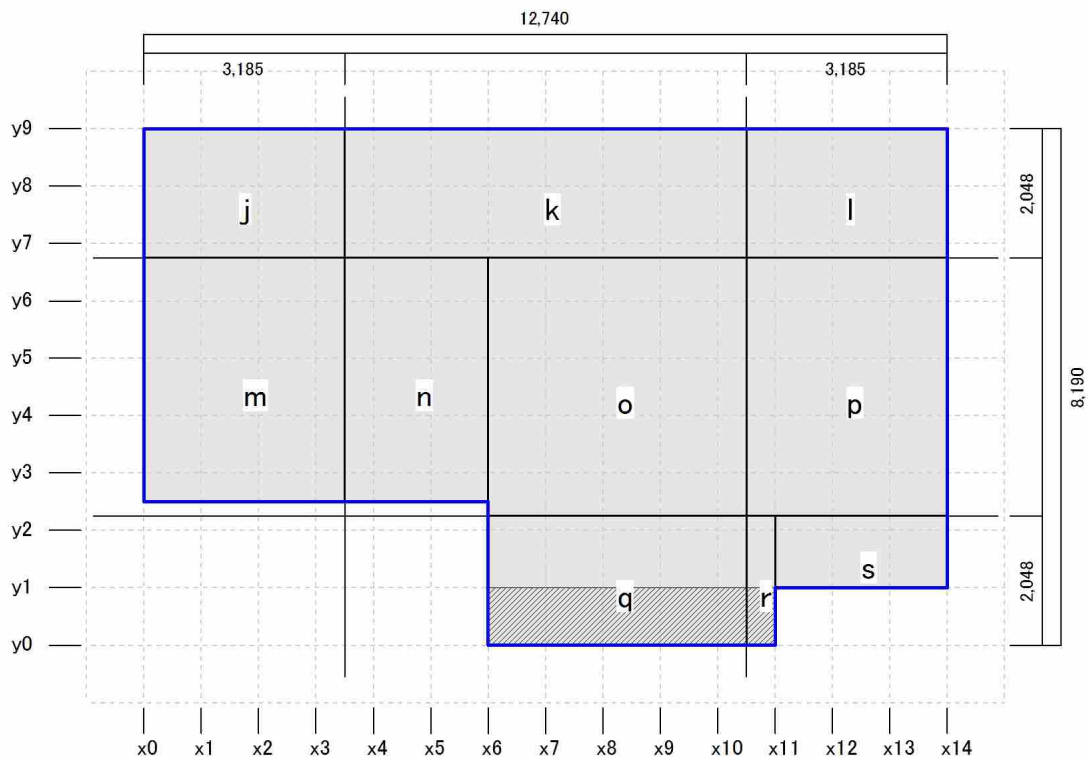 12,740
3,185
3,185
y9
y8
y7
y6
y5
y4
y3
y2
y1
y0
j
k
l
m
n
o
p
q
r
s
2,048
8,190
2,048
x0
x1
x2
x3
x4
x5
x6
x7
x8
x9
x10
x11
x12
x13
x14